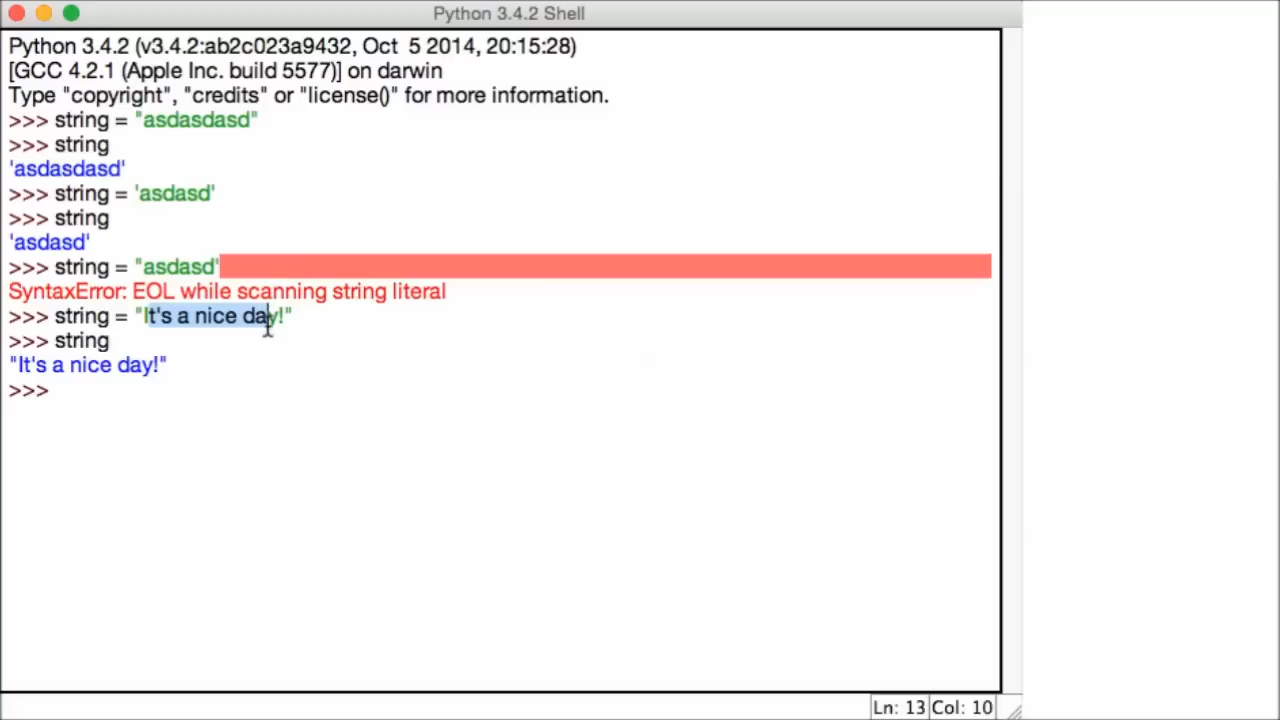 Python 3.4.2 Shell
Python 3.4.2 (v3.4.2:ab2c023a9432, Oct  5 2014, 20:15:28)
[GCC 4.2.1 (Apple Inc. build 5577)] on darwin
Type "copyright", "credits" or "license()" for more information.
>>> string = "asdasdasd"
>>> string
'asdasdasd'
>>> string = 'asdasd'
>>> string
'asdasd'
>>> string = "asdasd'
SyntaxError: EOL while scanning string literal
>>> string = "It's a nice day!"
>>> string
"It's a nice day!"
>>>
Ln: 13 Col: 10